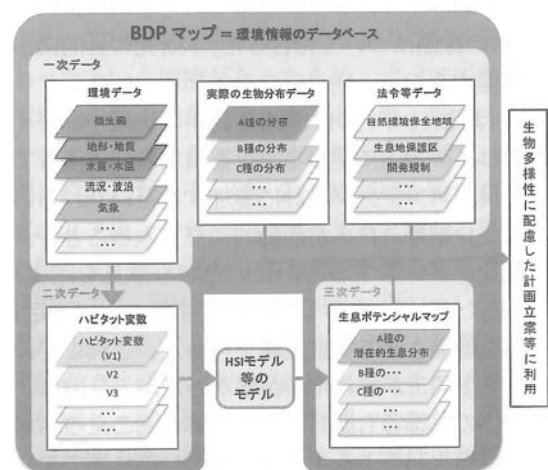 BDP マップ = 環境情報のデータベース
一次データ
環境データ
植生図
地形・地質
水質・水温
流況・波浪
気象
・・・
・・・
実際の生物分布データ
A種の分布
B種の分布
C種の分布
・・・
・・・
法令等データ
自然環境保全地域
生息地保護区
開発規制
・・・
・・・
生物多様性に配慮した計画立案等に利用
二次データ
ハビタット変数
ハビタット変数
(V1)
V2
V3
・・・
・・・
HSIモデル
等の
モデル
三次データ
生息ポテンシャルマップ
A種の
潜在的生息分布
B種の・・・
C種の・・・
・・・
・・・